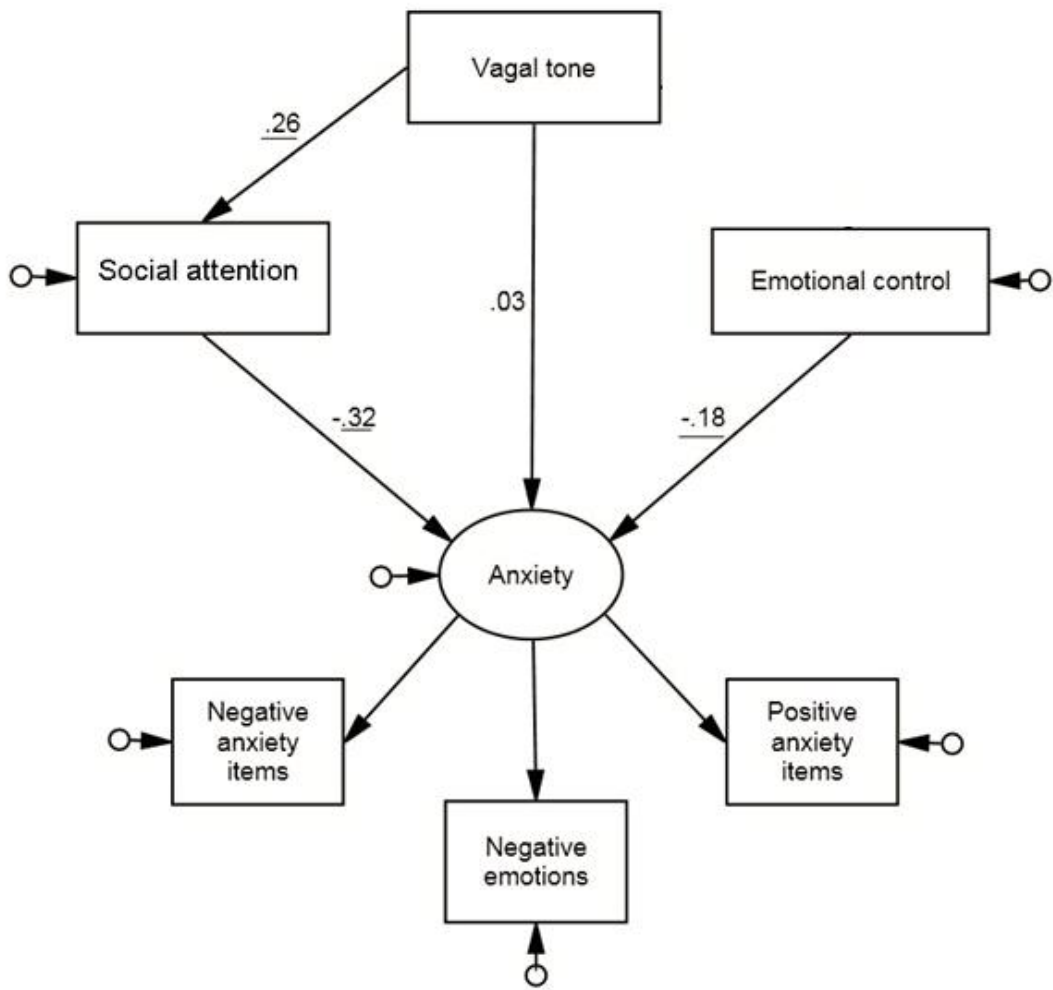 Vagal tone
.26
Social attention
Emotional control
.03
-.32
-.18
Anxiety
Negative
anxiety
items
Positive
anxiety
items
Negative
emotions